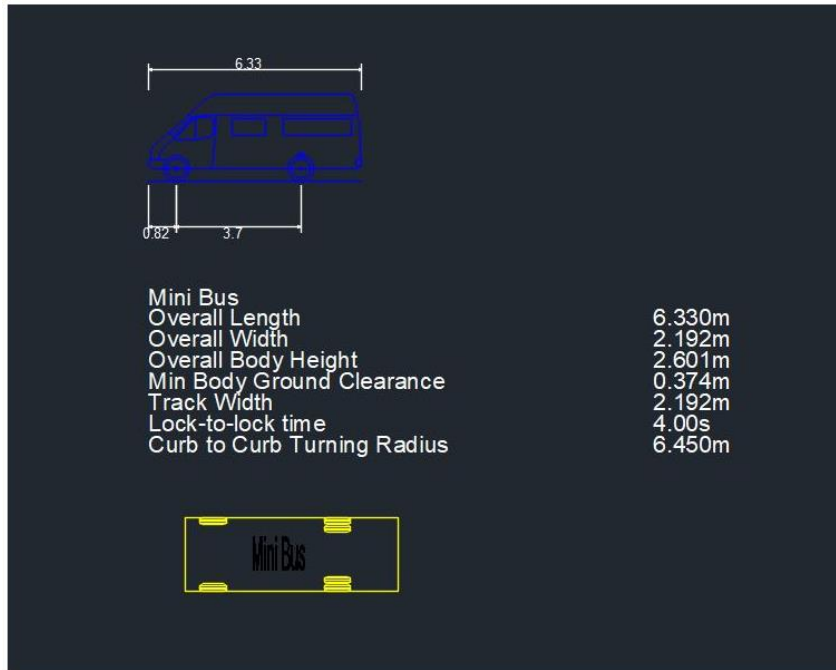 6.33
0.82 3.7
Mini Bus
Overall Length 6.330m
Overall Width 2.192m
Overall Body Height 2.601m
Min Body Ground Clearance 0.374m
Track Width 2.192m
Lock-to-lock time 4.00s
Curb to Curb Turning Radius 6.450m
Mini Bus